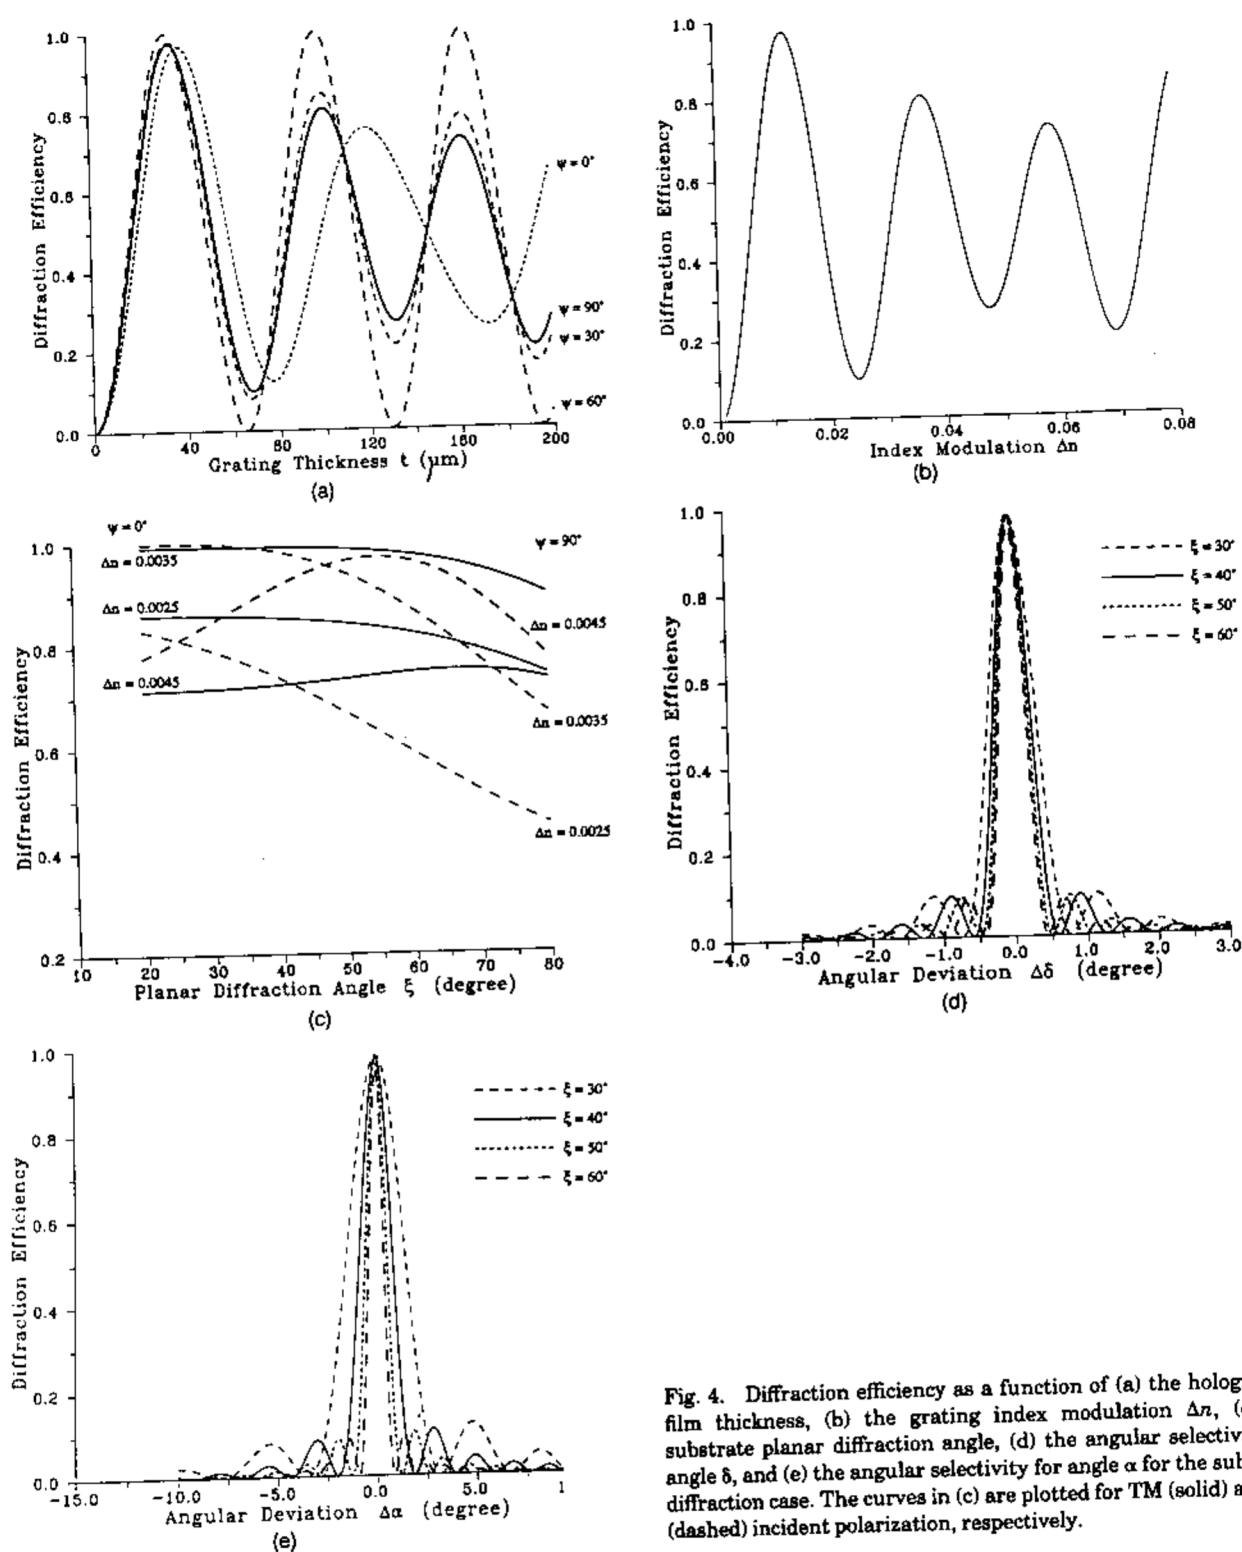 1.0
0.8
0.6
0.4
0.2
0.0
Diffraction Efficiency
ψ = 0°
ψ = 90°
ψ = 30°
ψ = 60°
0 40 80 120 160 200
Grating Thickness t (μm)
(a)
1.0
0.8
0.6
0.4
0.2
0.0
Diffraction Efficiency
0.00 0.02 0.04 0.06 0.08
Index Modulation Δn
(b)
ψ = 0°
ψ = 90°
1.0
0.8
0.6
0.4
0.2
Diffraction Efficiency
Δn = 0.0035
Δn = 0.0025
Δn = 0.0045
Δn = 0.0045
Δn = 0.0035
Δn = 0.0025
10 20 30 40 50 60 70 80
Planar Diffraction Angle ξ (degree)
(c)
1.0
0.8
0.6
0.4
0.2
0.0
Diffraction Efficiency
ξ = 30°
ξ = 40°
ξ = 50°
ξ = 60°
-4.0 -3.0 -2.0 -1.0 0.0 1.0 2.0 3.0
Angular Deviation Δδ (degree)
(d)
1.0
0.8
0.6
0.4
0.2
0.0
Diffraction Efficiency
ξ = 30°
ξ = 40°
ξ = 50°
ξ = 60°
-15.0 -10.0 -5.0 0.0 5.0 1
Angular Deviation Δα (degree)
(e)
Fig. 4. Diffraction efficiency as a function of (a) the holog
film thickness, (b) the grating index modulation Δn, (
substrate planar diffraction angle, (d) the angular selectiv
angle δ, and (e) the angular selectivity for angle α for the sub
diffraction case. The curves in (c) are plotted for TM (solid) a
(dashed) incident polarization, respectively.